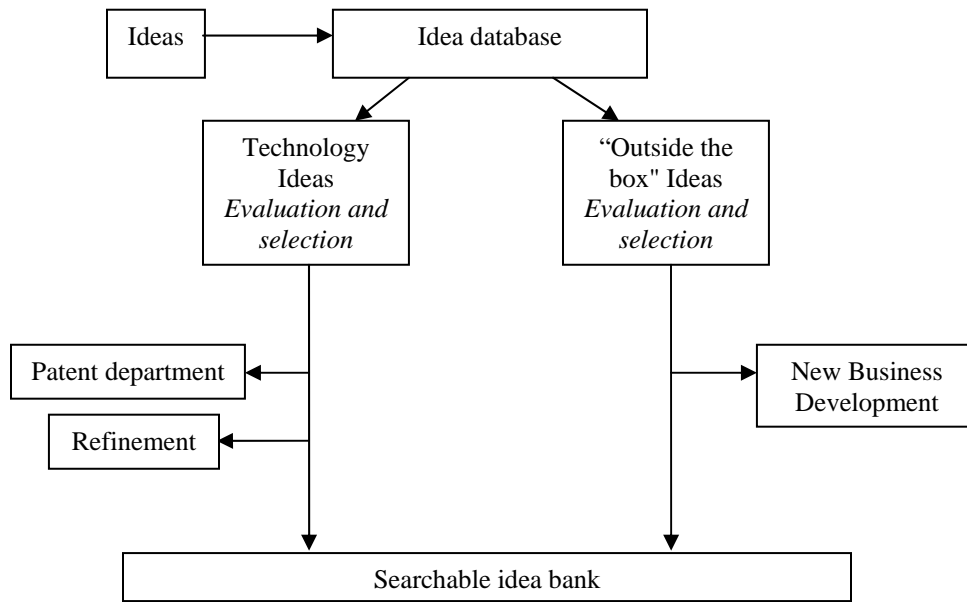 Ideas
Idea database
Technology
Ideas
Evaluation and
selection
“Outside the
box" Ideas
Evaluation and
selection
Patent department
Refinement
New Business
Development
Searchable idea bank